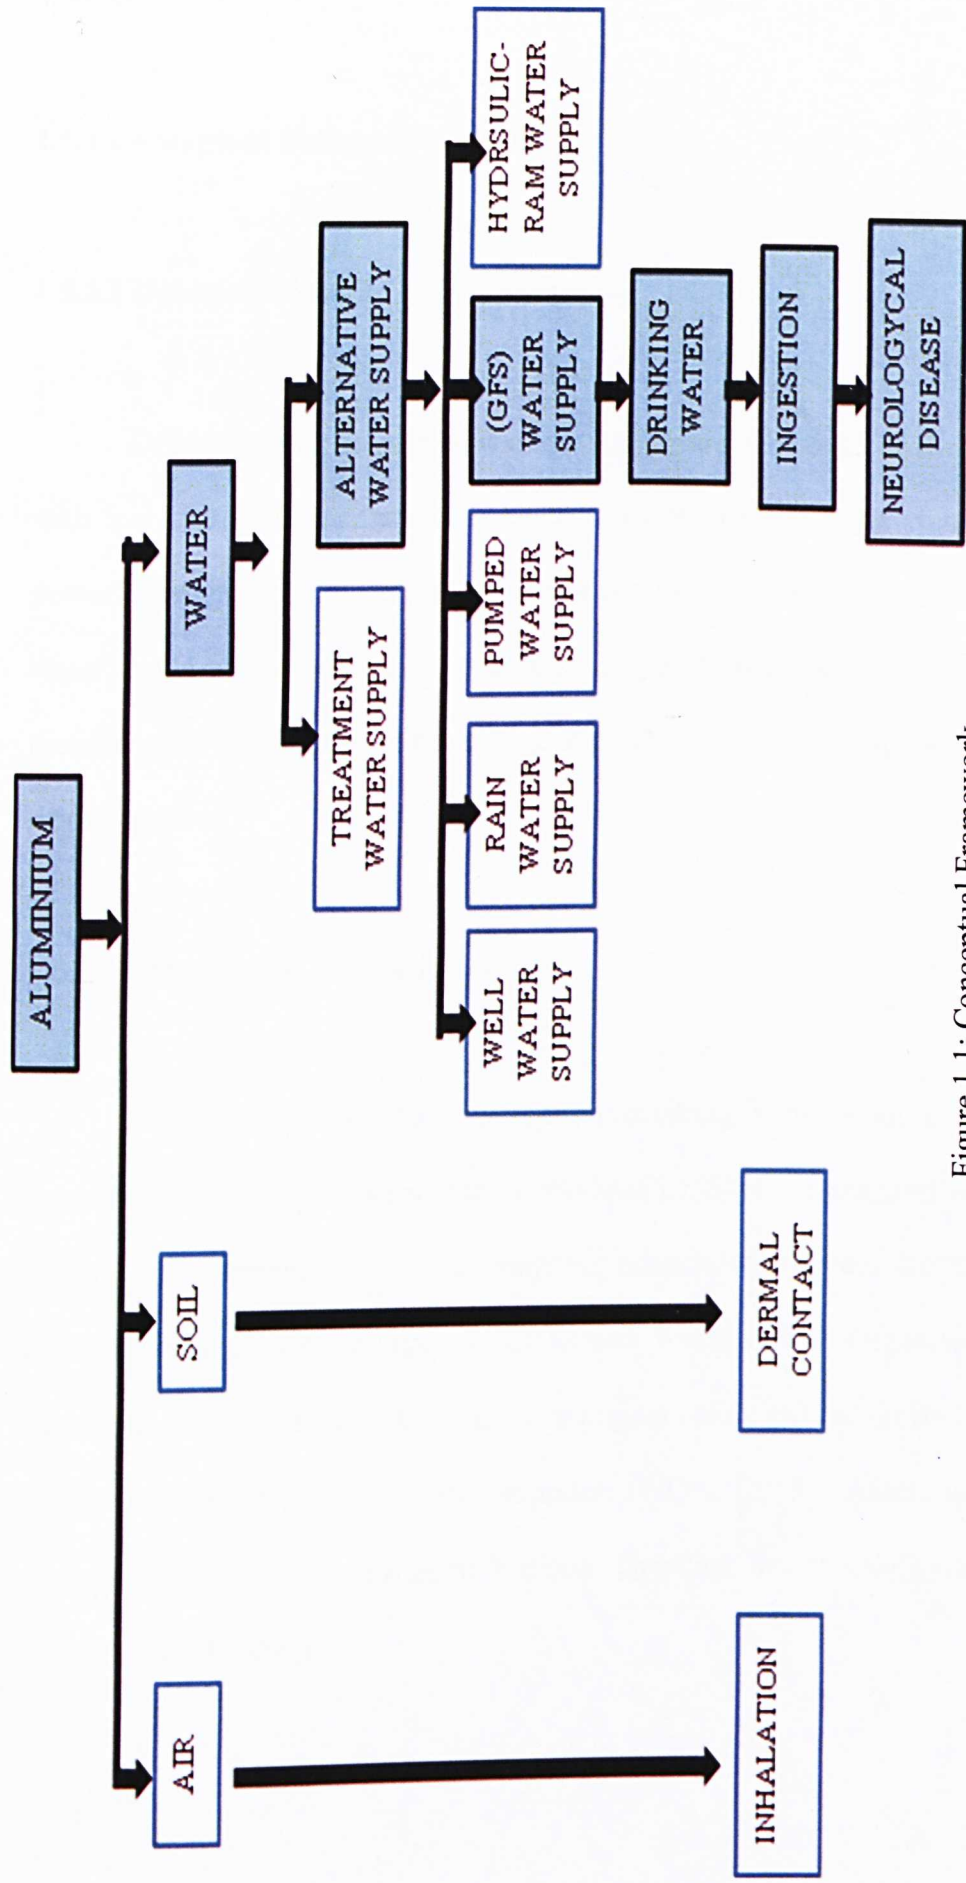 ALUMINIUM
AIR
SOIL
WATER
TREATMENT
WATER SUPPLY
ALTERNATIVE
WATER SUPPLY
WELL
WATER
SUPPLY
RAIN
WATER
SUPPLY
PUMPED
WATER
SUPPLY
(GFS)
WATER
SUPPLY
HYDRSULIC-
RAM WATER
SUPPLY
DRINKING
WATER
INHALATION
DERMAL
CONTACT
INGESTION
NEUROLOGYCAL
DISEASE
Figure 1.1: Conceptual Framework